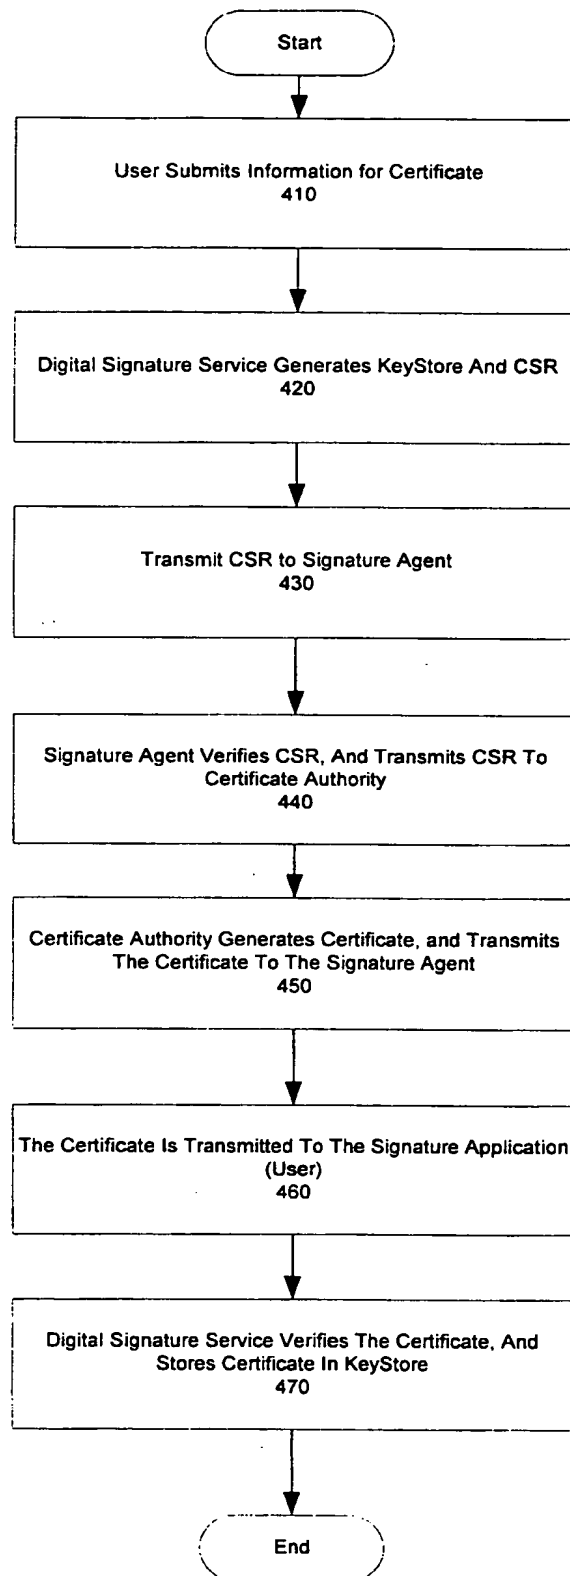 Start
User Submits Information for Certificate
410
Digital Signature Service Generates KeyStore And CSR
420
Transmit CSR to Signature Agent
430
Signature Agent Verifies CSR, And Transmits CSR To
Certificate Authority
440
Certificate Authority Generates Certificate, and Transmits
The Certificate To The Signature Agent
450
The Certificate Is Transmitted To The Signature Application
(User)
460
Digital Signature Service Verifies The Certificate, And
Stores Certificate In KeyStore
470
End